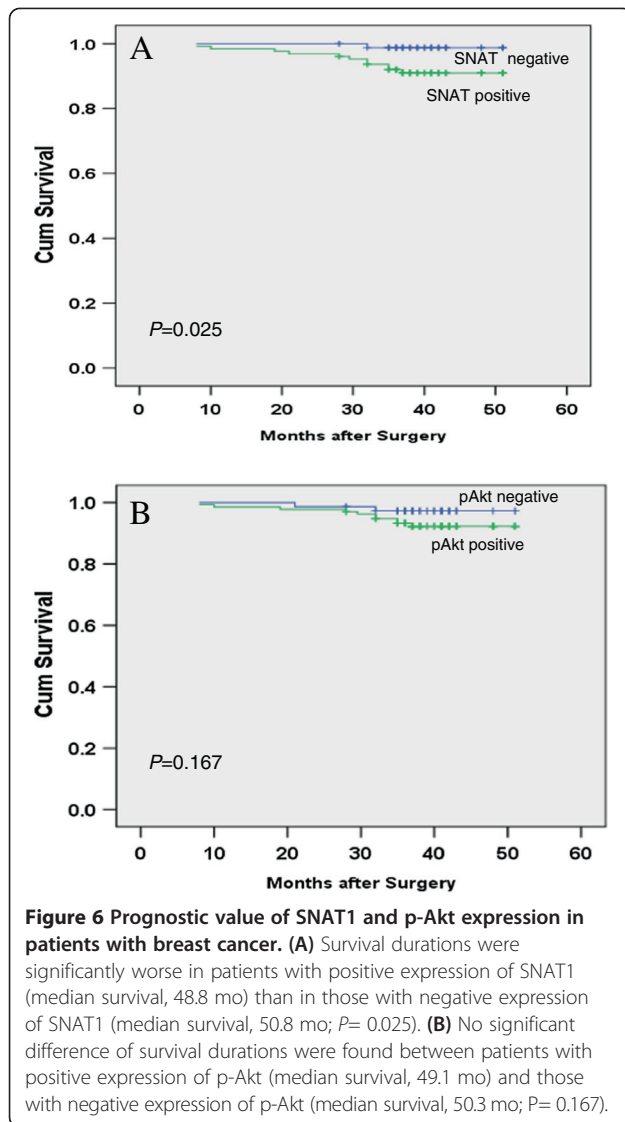 A
1.0
0.8
0.6
0.4
0.2
0.0
Cum Survival
SNAT negative
SNAT positive
P=0.025
0 10 20 30 40 50 60
Months after Surgery
B
1.0
0.8
0.6
0.4
0.2
0.0
Cum Survival
pAkt negative
pAkt positive
P=0.167
0 10 20 30 40 50 60
Months after Surgery
Figure 6 Prognostic value of SNAT1 and p-Akt expression in
patients with breast cancer. (A) Survival durations were
significantly worse in patients with positive expression of SNAT1
(median survival, 48.8 mo) than in those with negative expression
of SNAT1 (median survival, 50.8 mo; P= 0.025). (B) No significant
difference of survival durations were found between patients with
positive expression of p-Akt (median survival, 49.1 mo) and those
with negative expression of p-Akt (median survival, 50.3 mo; P= 0.167).